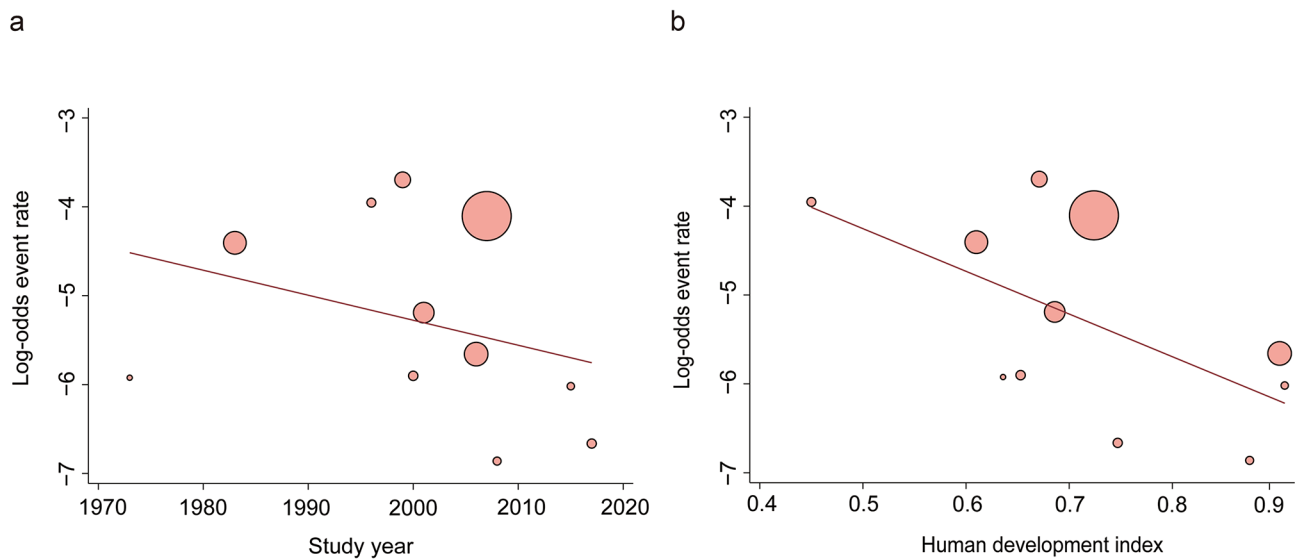 a
b
Log-odds event rate
−3
−4
−5
−6
−7
1970 1980 1990 2000 2010 2020
Study year
Log-odds event rate
−3
−4
−5
−6
−7
0.4 0.5 0.6 0.7 0.8 0.9
Human development index